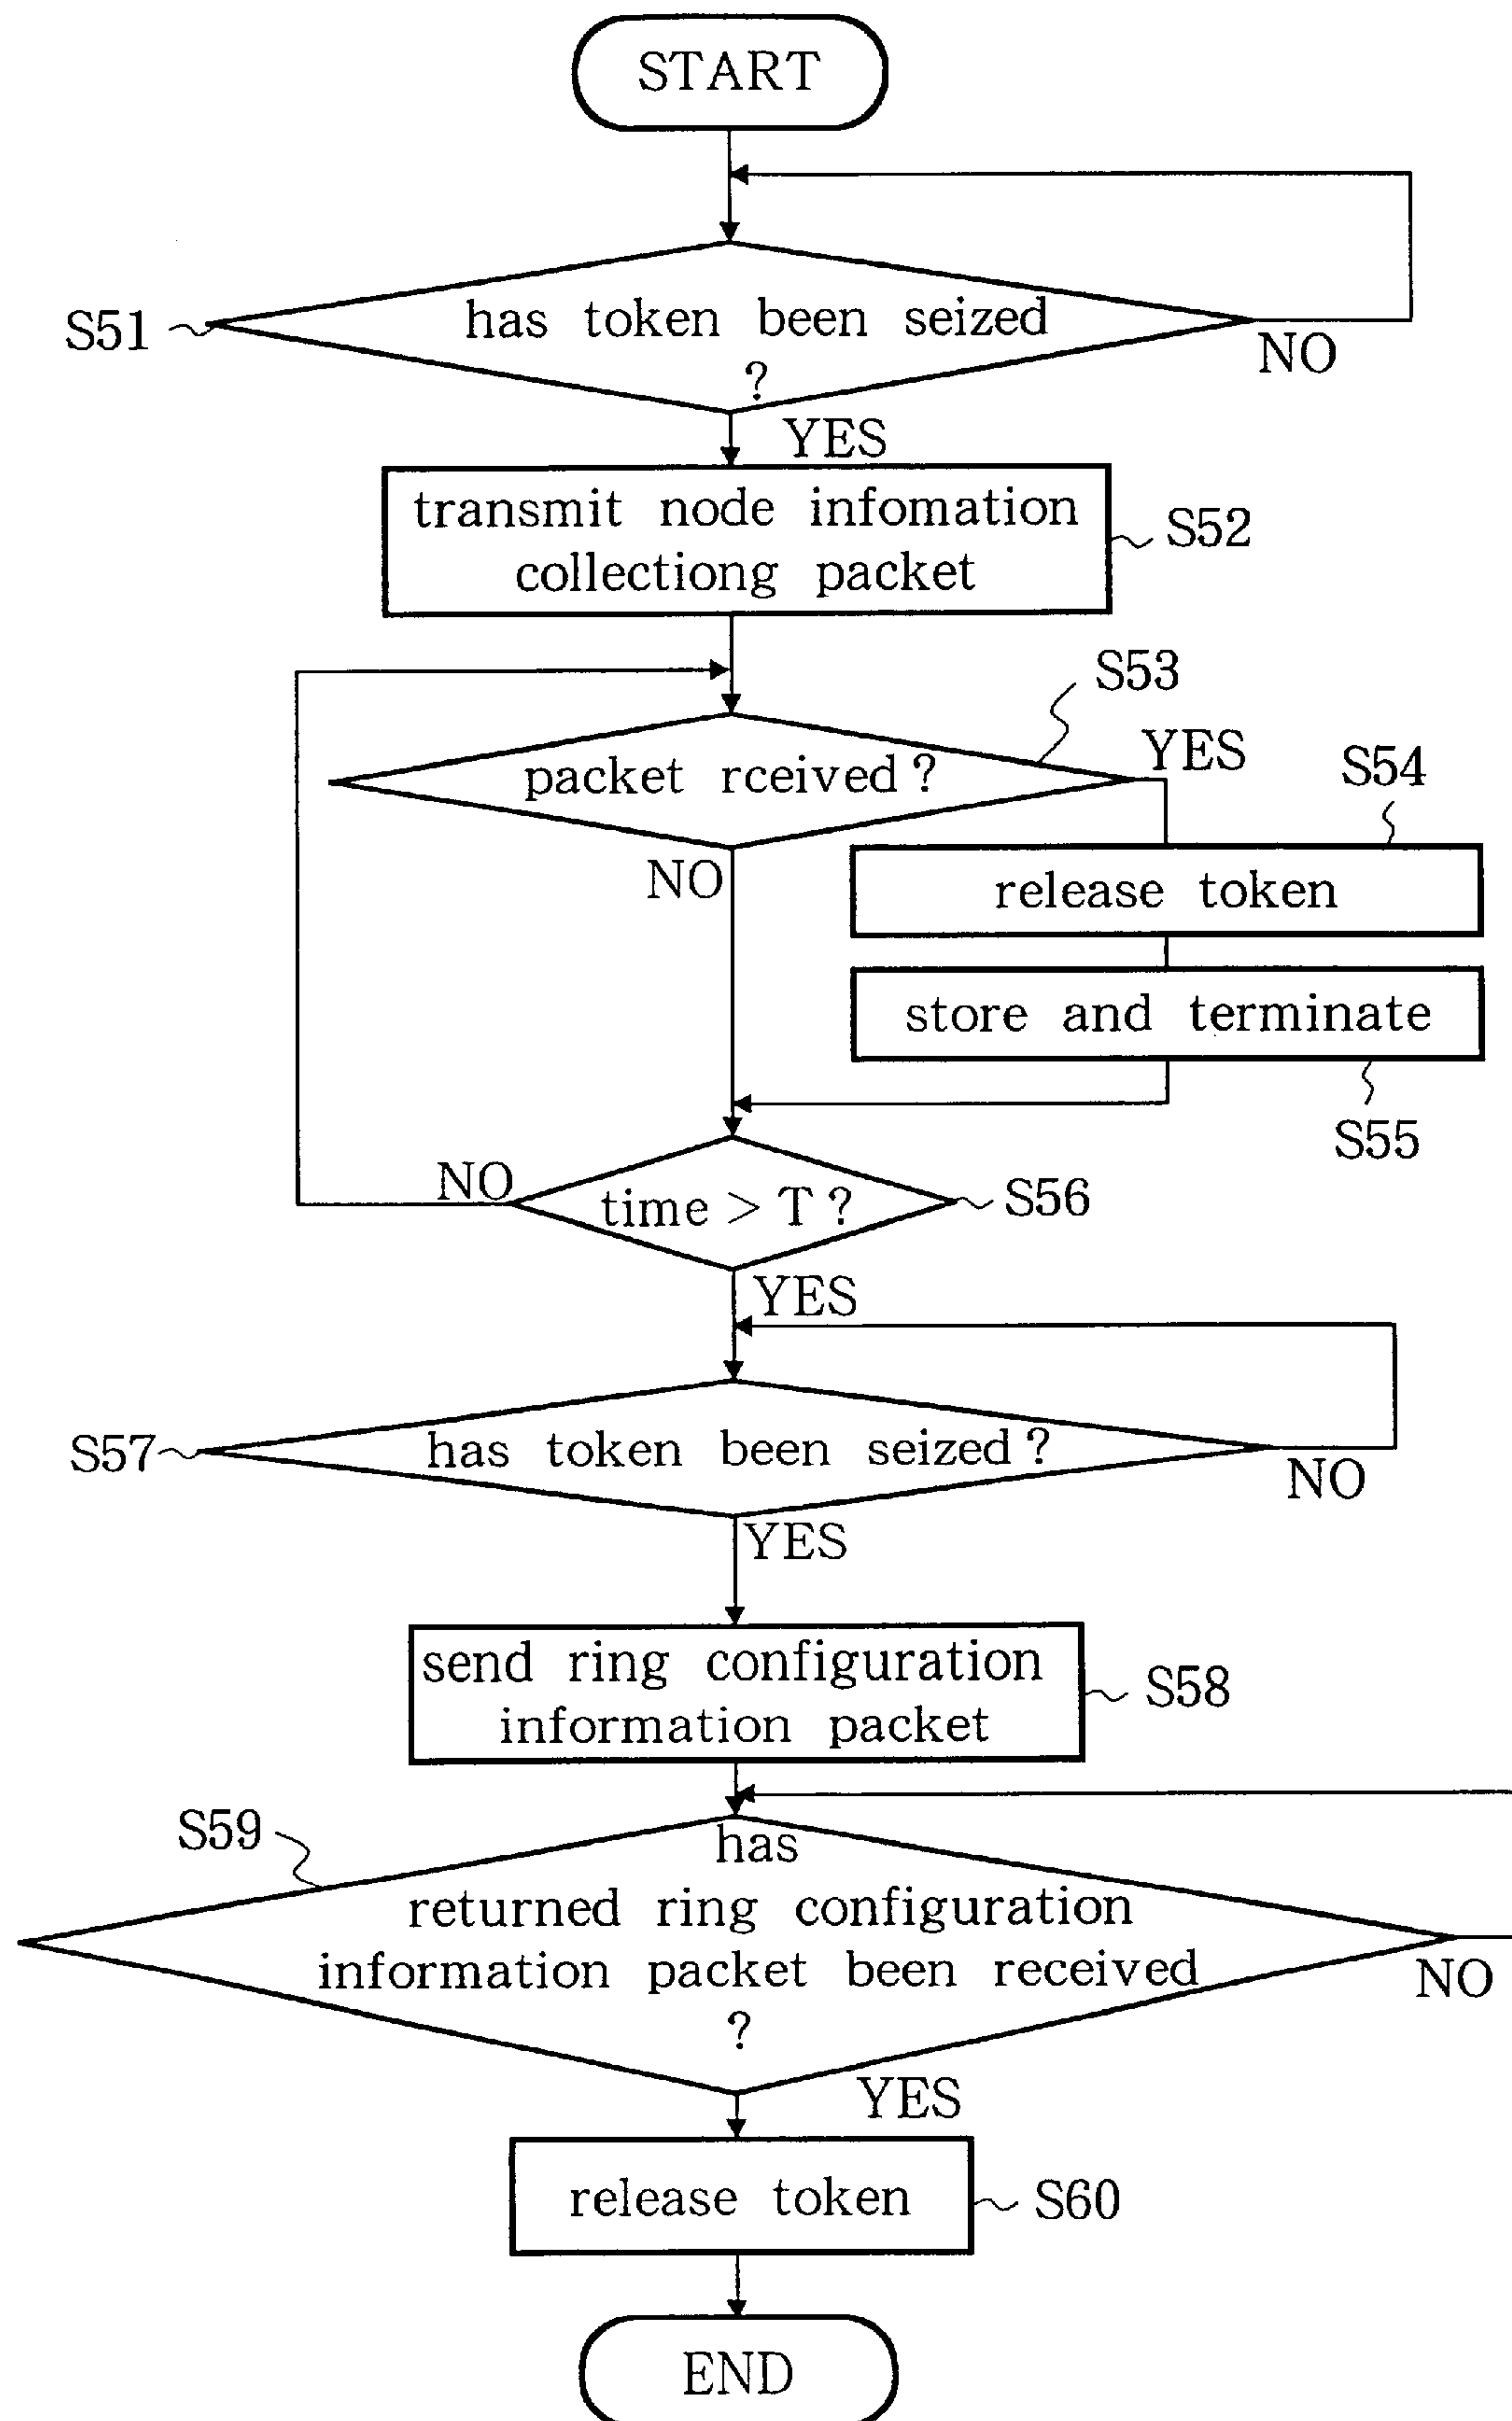 START
S51
has token been seized
?
NO
YES
transmit node infomation
collectiong packet
S52
S53
packet rceived ?
YES
S54
NO
release token
store and terminate
S55
NO
time > T ?
S56
YES
S57
has token been seized ?
NO
YES
send ring configuration
information packet
S58
S59
has
returned ring configuration
information packet been received
?
NO
YES
release token
S60
END